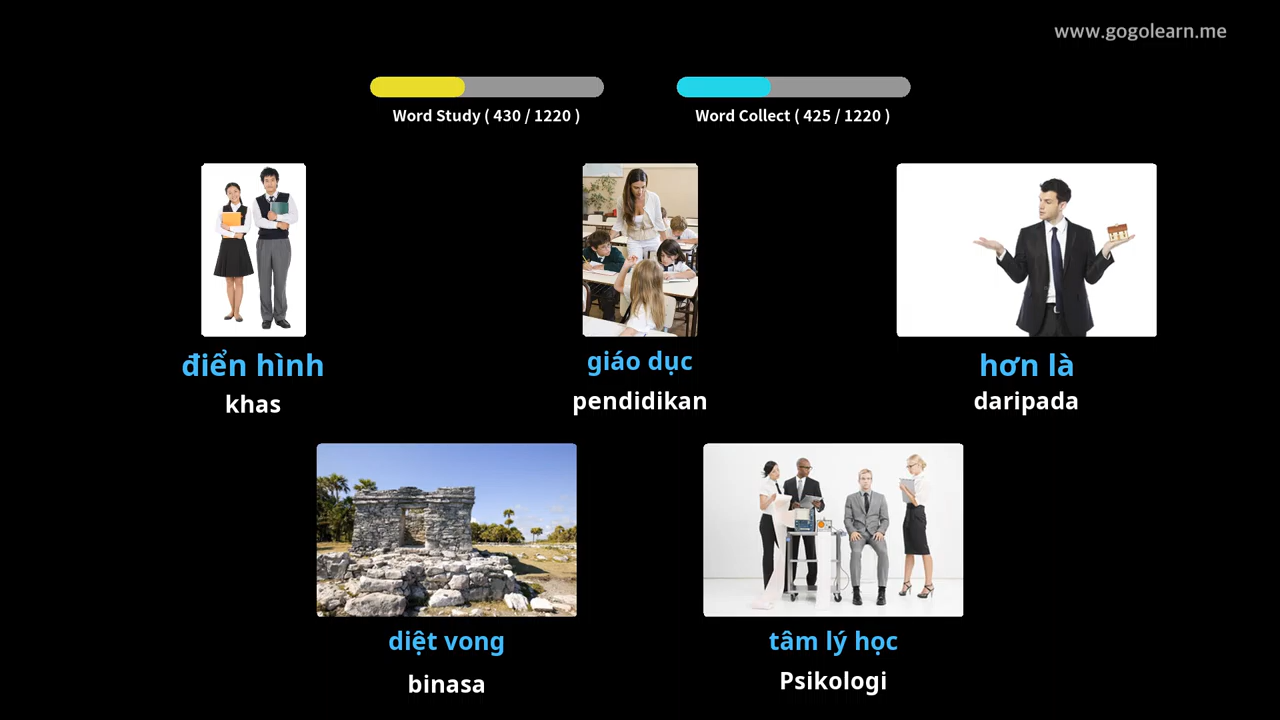 www.gogolearn.me
Word Study ( 430 / 1220 )
Word Collect ( 425 / 1220 )
điển hình
khas
giáo dục
pendidikan
hơn là
daripada
diệt vong
binasa
tâm lý học
Psikologi